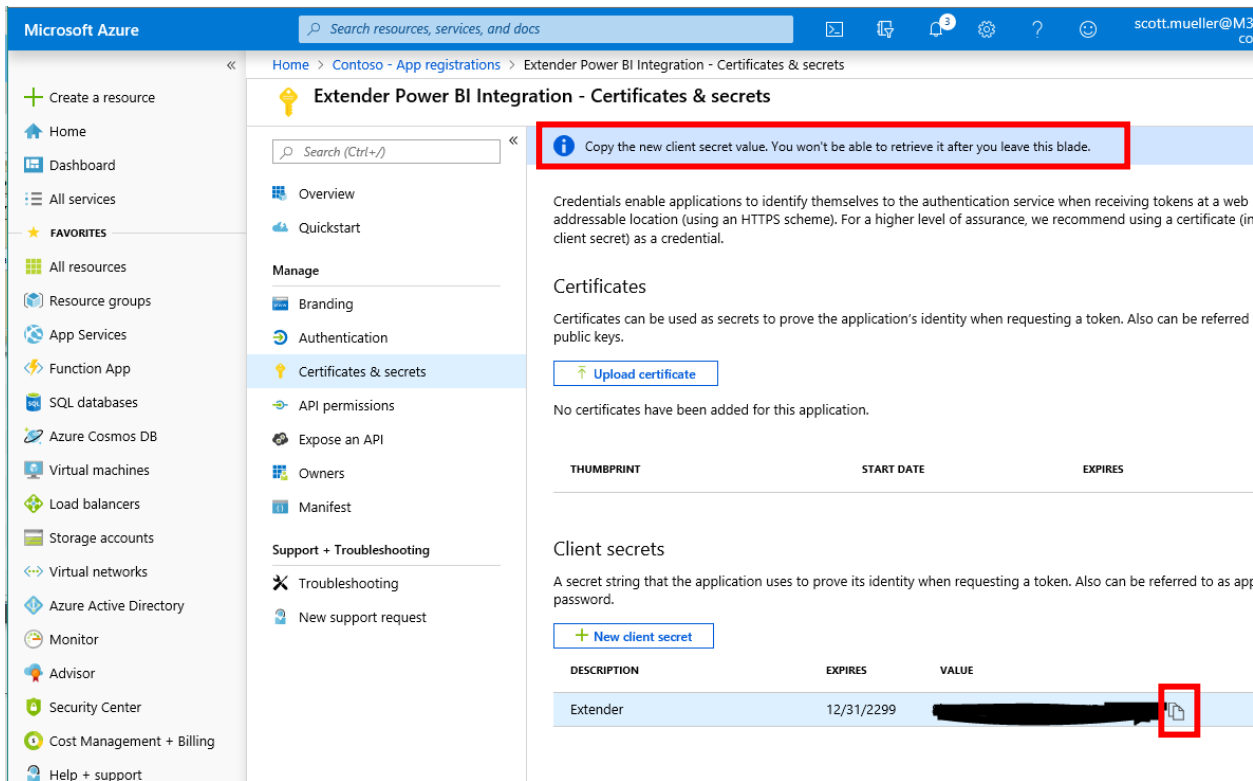 Microsoft Azure
Search resources, services, and docs
3
scott.mueller@M3
co
Home > Contoso - App registrations > Extender Power BI Integration - Certificates & secrets
Extender Power BI Integration - Certificates & secrets
Create a resource
Home
Dashboard
All services
FAVORITES
All resources
Resource groups
App Services
Function App
SQL databases
Azure Cosmos DB
Virtual machines
Load balancers
Storage accounts
Virtual networks
Azure Active Directory
Monitor
Advisor
Security Center
Cost Management + Billing
Help + support
Search (Ctrl+/)
Overview
Quickstart
Manage
Branding
Authentication
Certificates & secrets
API permissions
Expose an API
Owners
Manifest
Support + Troubleshooting
Troubleshooting
New support request
Copy the new client secret value. You won't be able to retrieve it after you leave this blade.
Credentials enable applications to identify themselves to the authentication service when receiving tokens at a web
addressable location (using an HTTPS scheme). For a higher level of assurance, we recommend using a certificate (in
client secret) as a credential.
Certificates
Certificates can be used as secrets to prove the application's identity when requesting a token. Also can be referred
public keys.
Upload certificate
No certificates have been added for this application.
THUMBPRINT START DATE EXPIRES
Client secrets
A secret string that the application uses to prove its identity when requesting a token. Also can be referred to as app
password.
New client secret
DESCRIPTION EXPIRES VALUE
Extender 12/31/2299